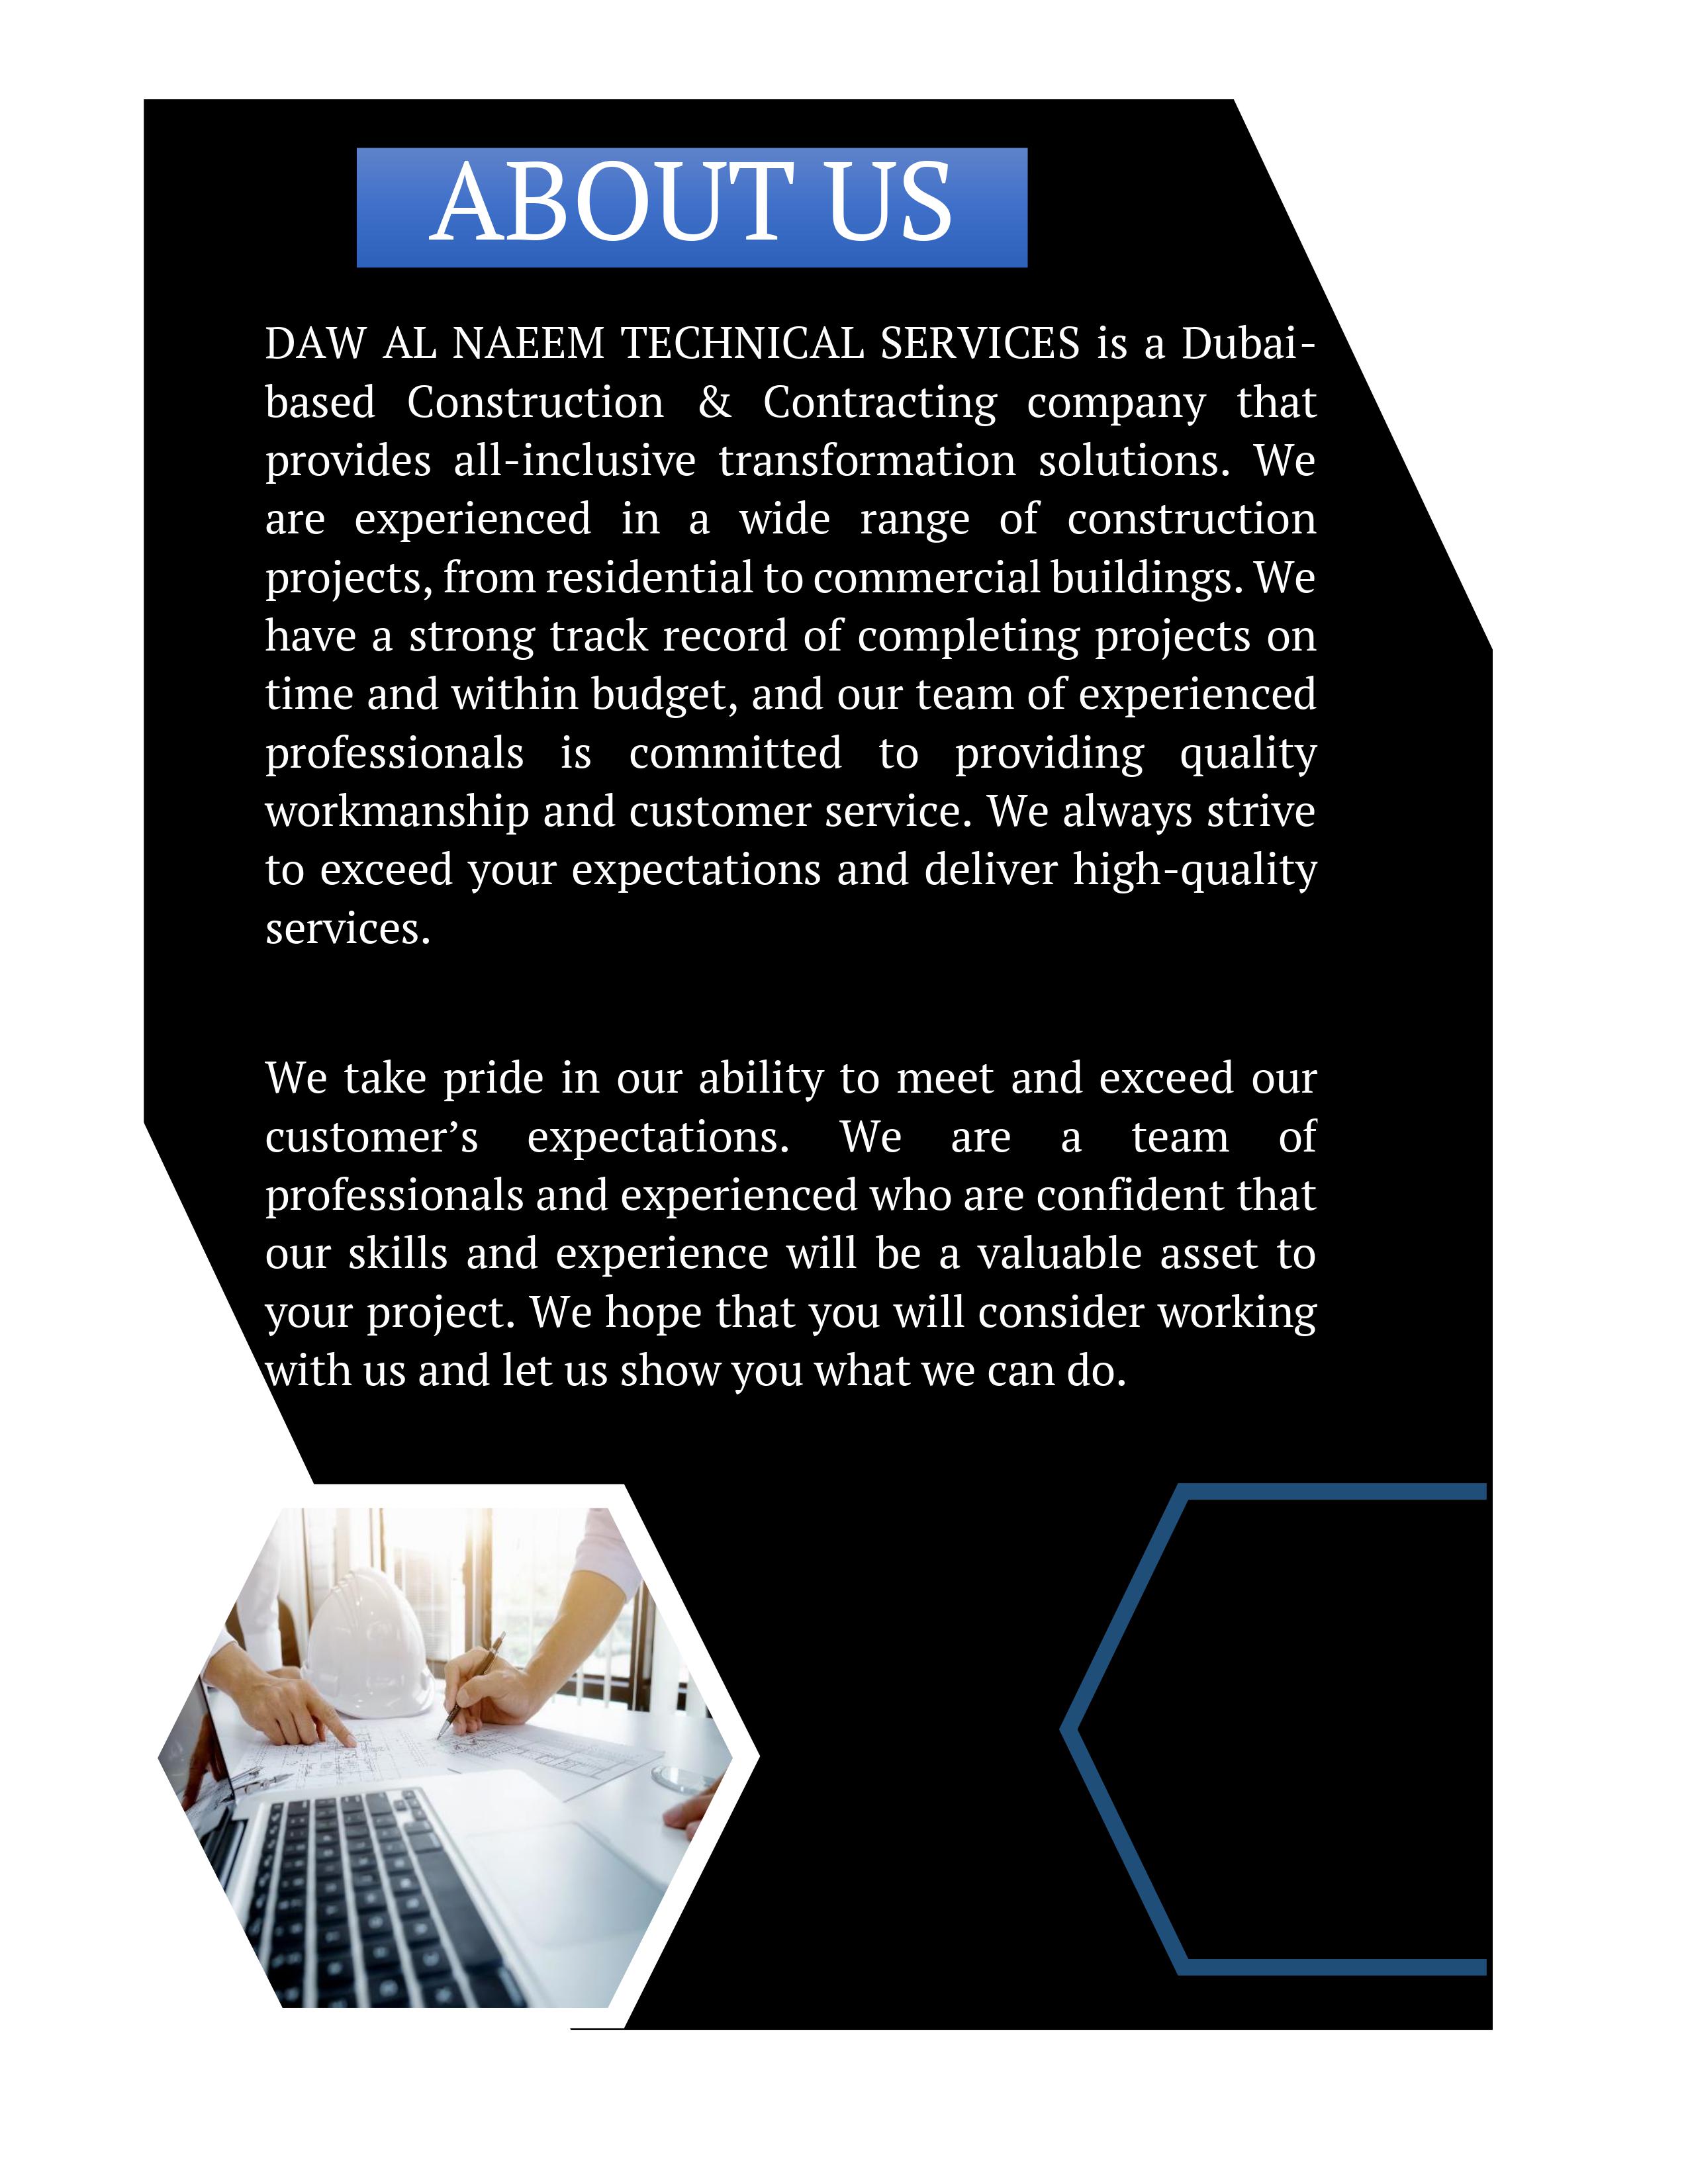 ABOUT US
DAW AL NAEEM TECHNICAL SERVICES is a Dubai-
based Construction & Contracting company that
provides all-inclusive transformation solutions. We
are experienced in a wide range of construction
projects, from residential to commercial buildings. We
have a strong track record of completing projects on
time and within budget, and our team of experienced
professionals is committed to providing quality
workmanship and customer service. We always strive
to exceed your expectations and deliver high-quality
services.
We take pride in our ability to meet and exceed our
customer’s expectations. We are a team of
professionals and experienced who are confident that
our skills and experience will be a valuable asset to
your project. We hope that you will consider working
with us and let us show you what we can do.